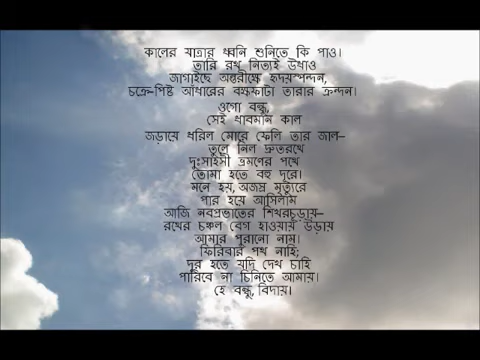 কালের যাত্রার ধ্বনি শুনিতে কি পাও।
তারি রথ নিত্যই উধাও
জাগাইছে অন্তরীক্ষে হৃদয়স্পন্দন,
চক্রে-পিষ্ট আঁধারের বক্ষফাটা তারার ক্রন্দন।
ওগো বন্ধু,
সেই ধাবমান কাল
জড়ায়ে ধরিল মোরে ফেলি তার জাল–
তুলে নিল দ্রুতরথে
দুঃসাহসী ভ্রমণের পথে
তোমা হতে বহু দূরে।
মনে হয়, অজস্র মৃত্যুরে
পার হয়ে আসিলাম
আজি নবপ্রভাতের শিখরচূড়ায়–
রথের চঞ্চল বেগ হাওয়ায় উড়ায়
আমার পুরানো নাম।
ফিরিবার পথ নাহি;
দূর হতে যদি দেখ চাহি
পারিবে না চিনিতে আমায়।
হে বন্ধু, বিদায়।